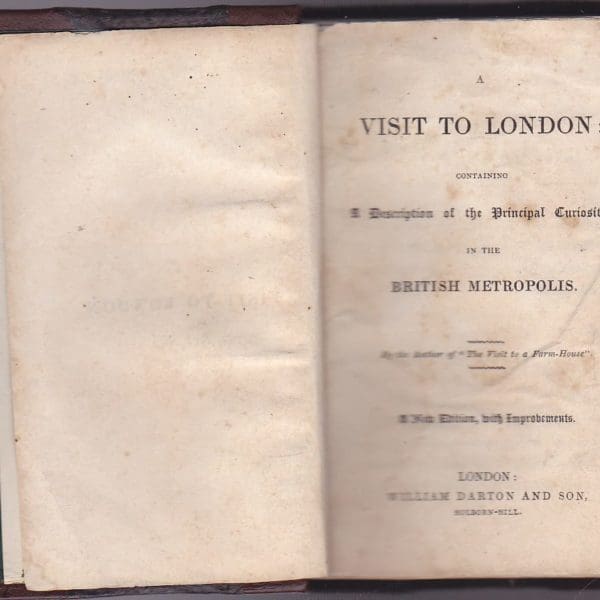 A
VISIT TO LONDON:
CONTAINING
A Description of the Principal Curiosit
IN THE
BRITISH METROPOLIS.
By the Author of "The Visit to a Farm-House".
A New Edition, with Improvements.
LONDON:
WILLIAM DARTON AND SON,
HOLBORN-HILL.